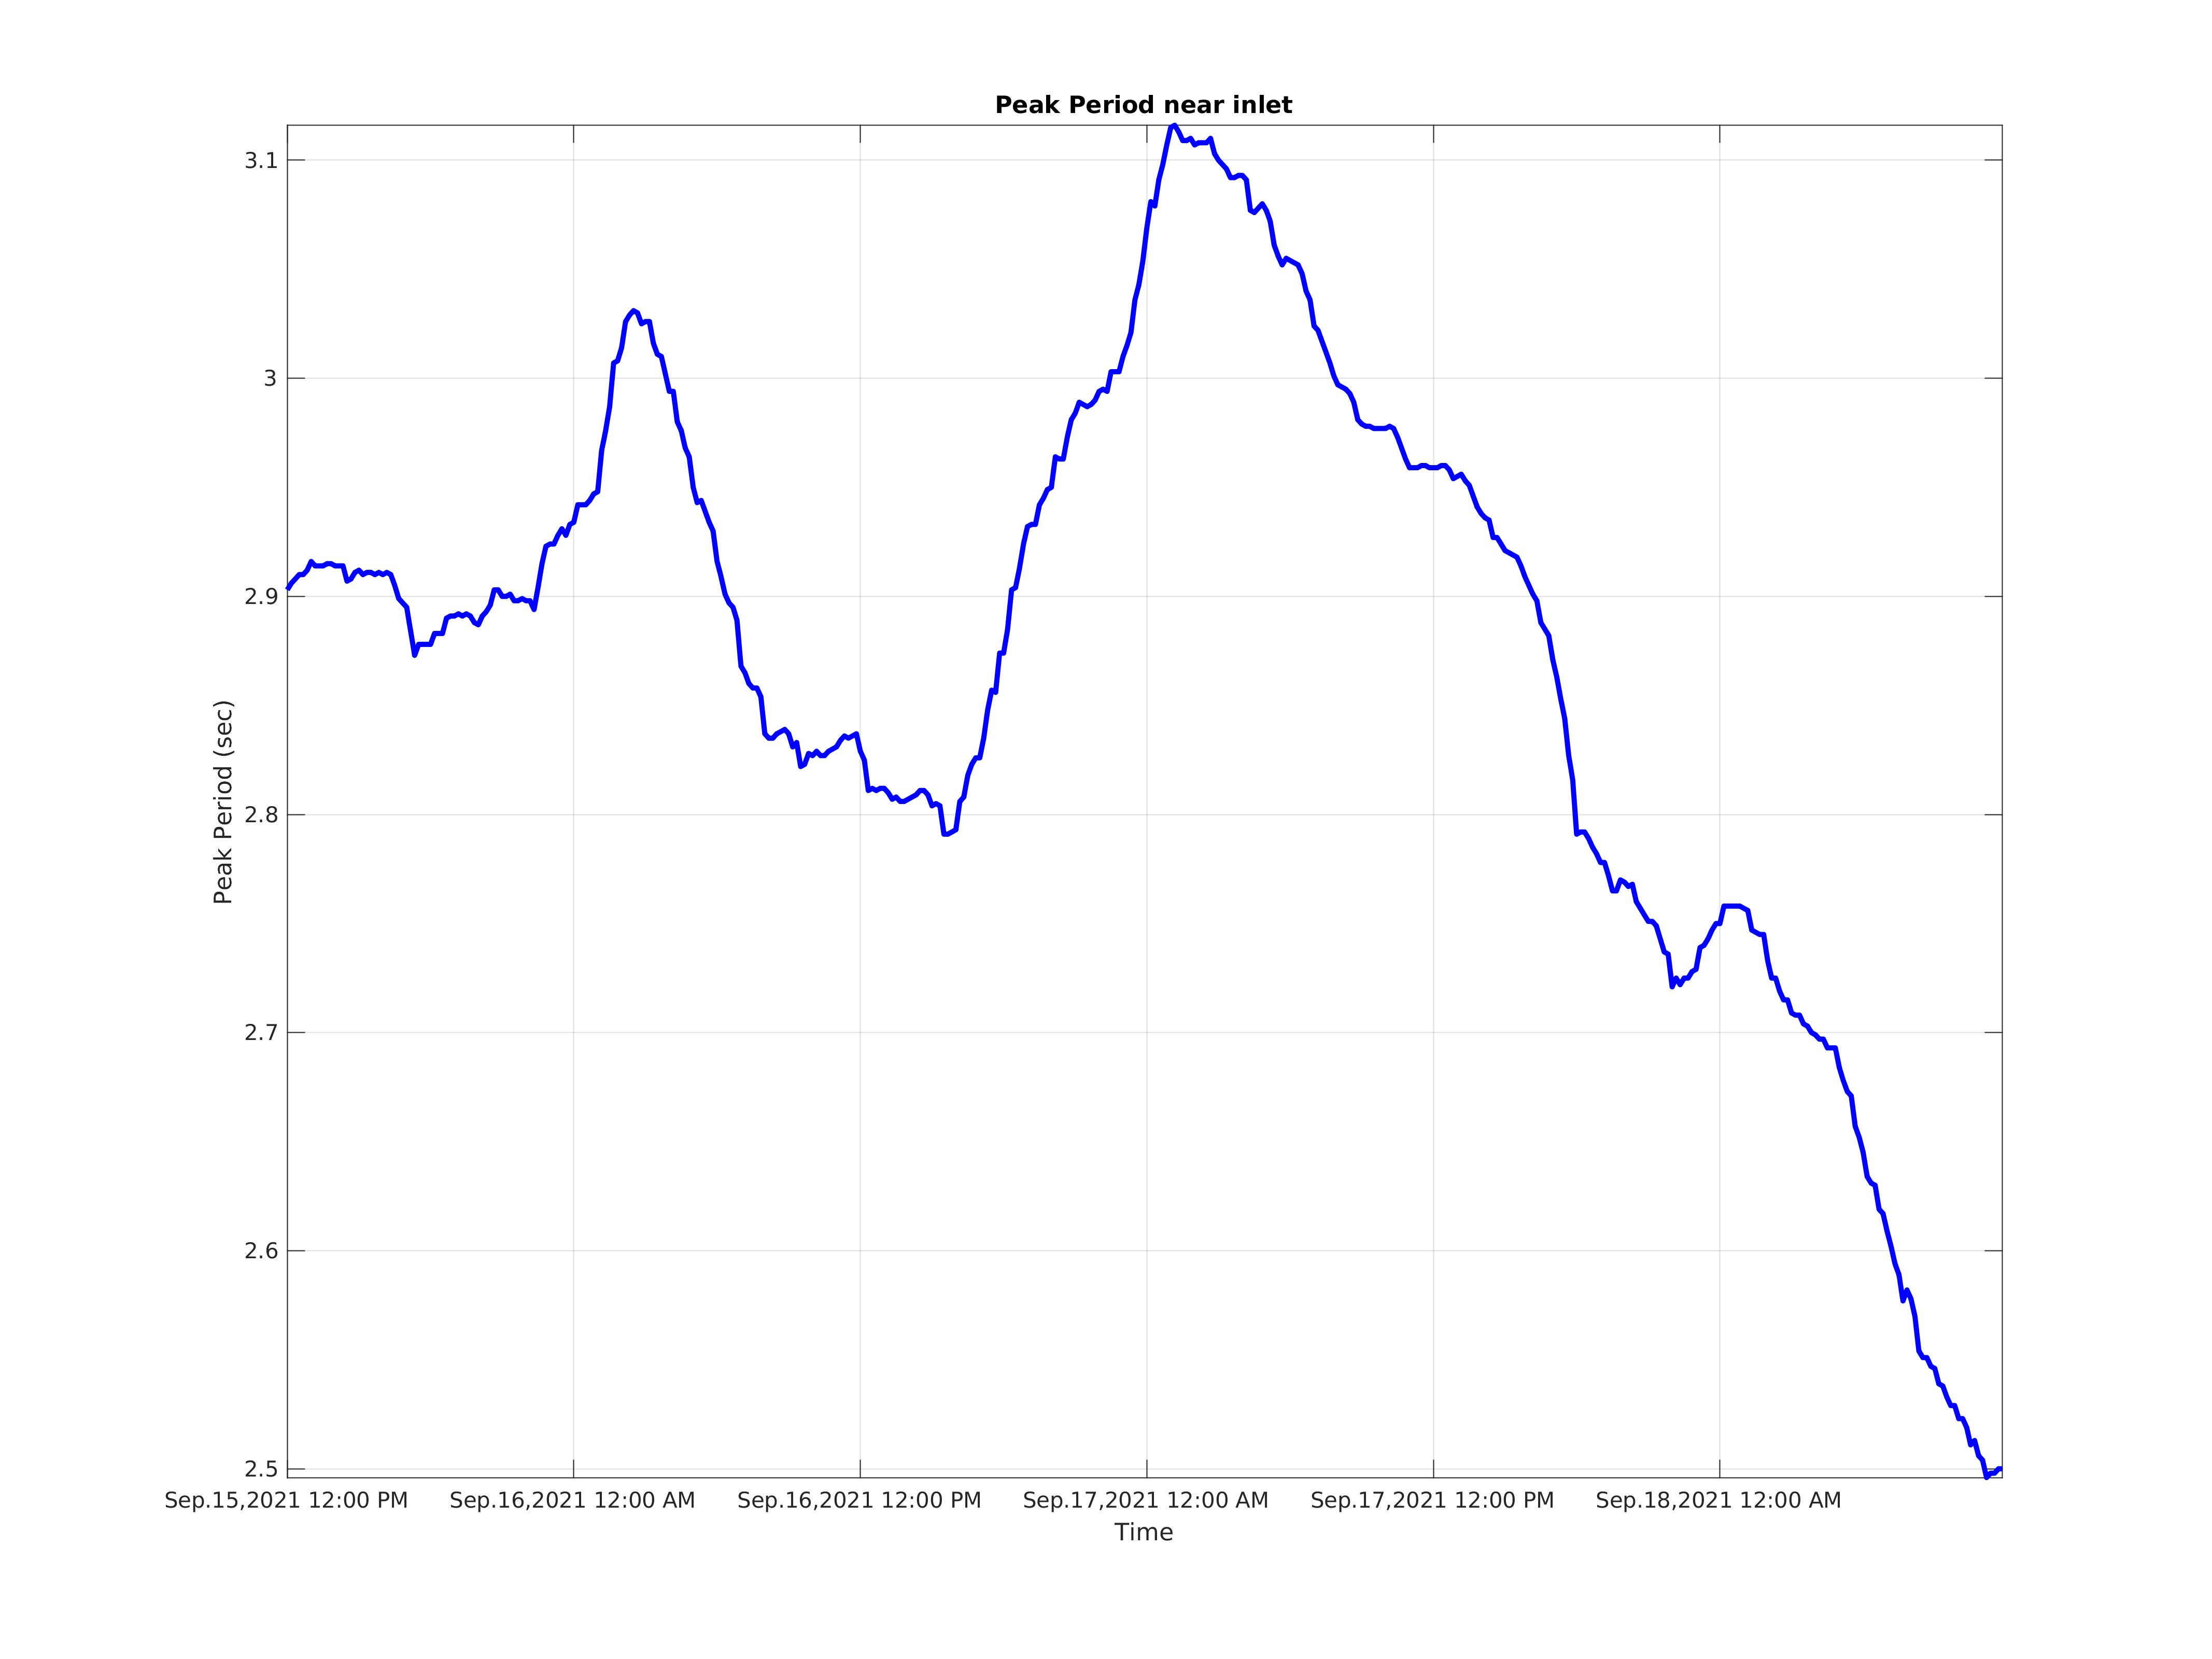 Peak Period near inlet
3.1
3
2.9
2.8
2.7
2.6
2.5
Peak Period (sec)
Sep.15,2021 12:00 PM
Sep.16,2021 12:00 AM
Sep.16,2021 12:00 PM
Sep.17,2021 12:00 AM
Sep.17,2021 12:00 PM
Sep.18,2021 12:00 AM
Time